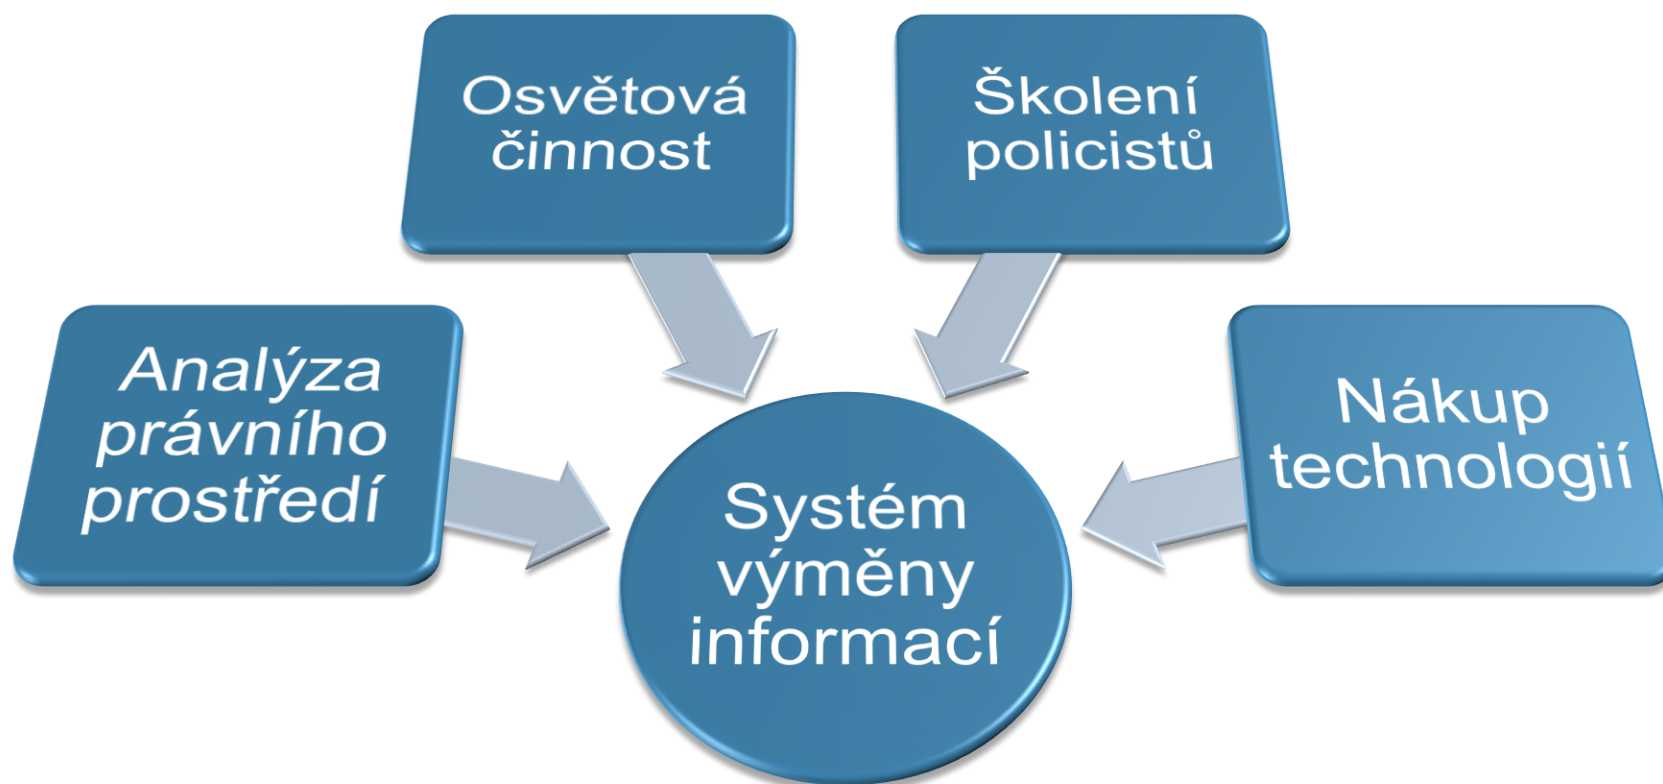 Osvětová
činnost
Školení
policistů
Analýza
právního
prostředí
Nákup
technologií
Systém
výměny
informací